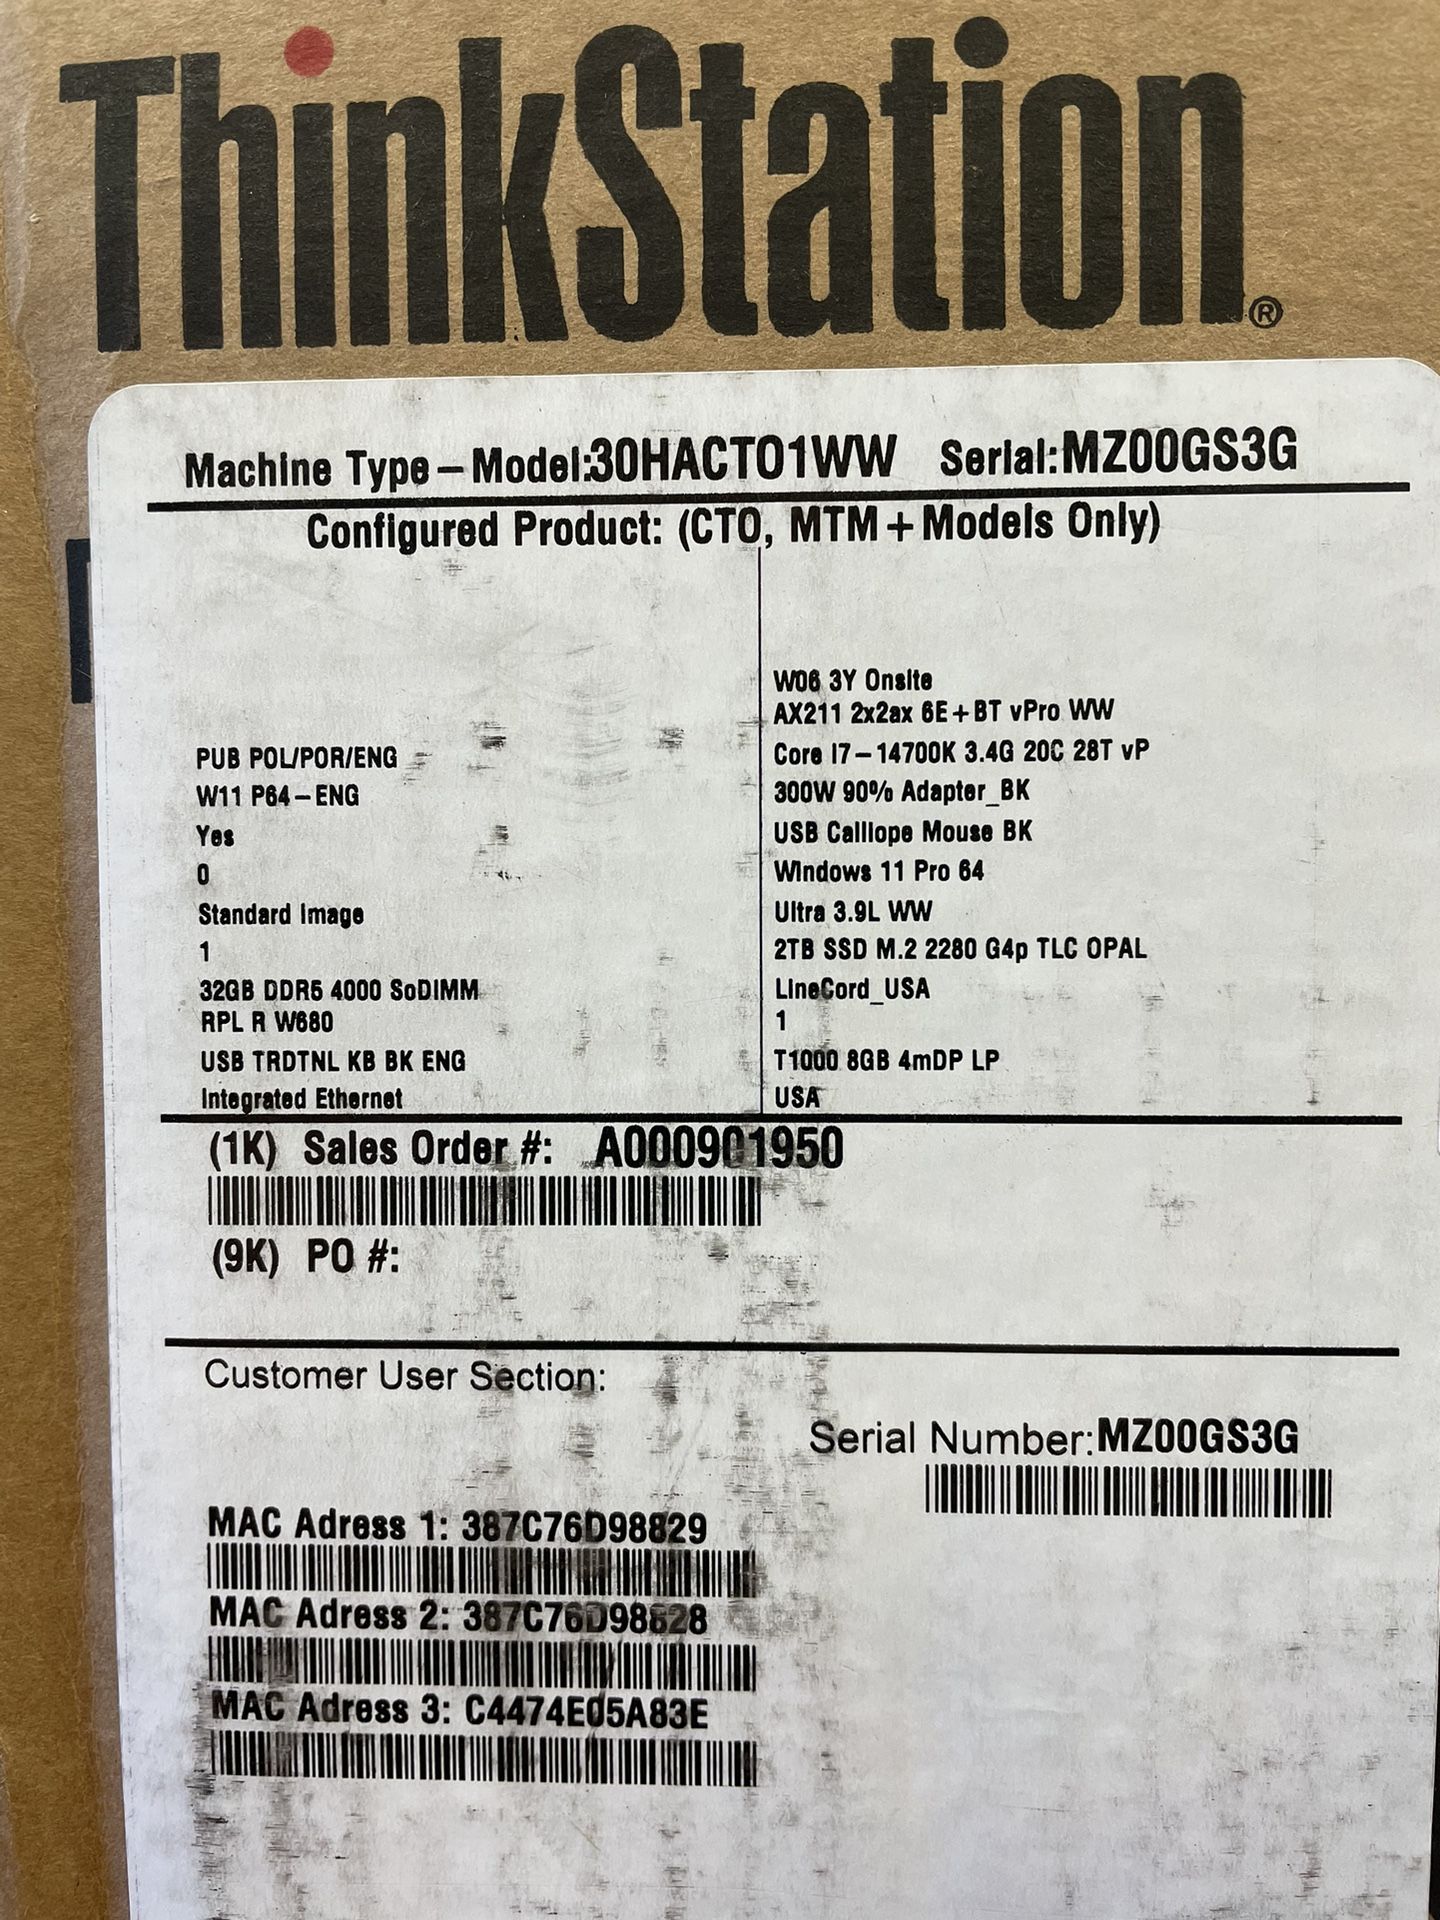 ThinkStation®
Machine Type – Model:30HACTO1WW Serial:MZ00GS3G
Configured Product: (CTO, MTM + Models Only)
PUB POL/POR/ENG
W11 P64 – ENG
Yes
0
Standard Image
1
32GB DDR5 4000 SoDIMM
RPL R W680
USB TRDTNL KB BK ENG
Integrated Ethernet
W06 3Y Onsite
AX211 2x2ax 6E + BT vPro WW
Core I7 – 14700K 3.4G 20C 28T vP
300W 90% Adapter_BK
USB Calliope Mouse BK
Windows 11 Pro 64
Ultra 3.9L WW
2TB SSD M.2 2280 G4p TLC OPAL
LineCord_USA
1
T1000 8GB 4mDP LP
USA
(1K) Sales Order #: A000901950
(9K) PO #:
Customer User Section:
Serial Number:MZ00GS3G
MAC Adress 1: 387C76D98829
MAC Adress 2: 387C76D98828
MAC Adress 3: C4474E05A83E